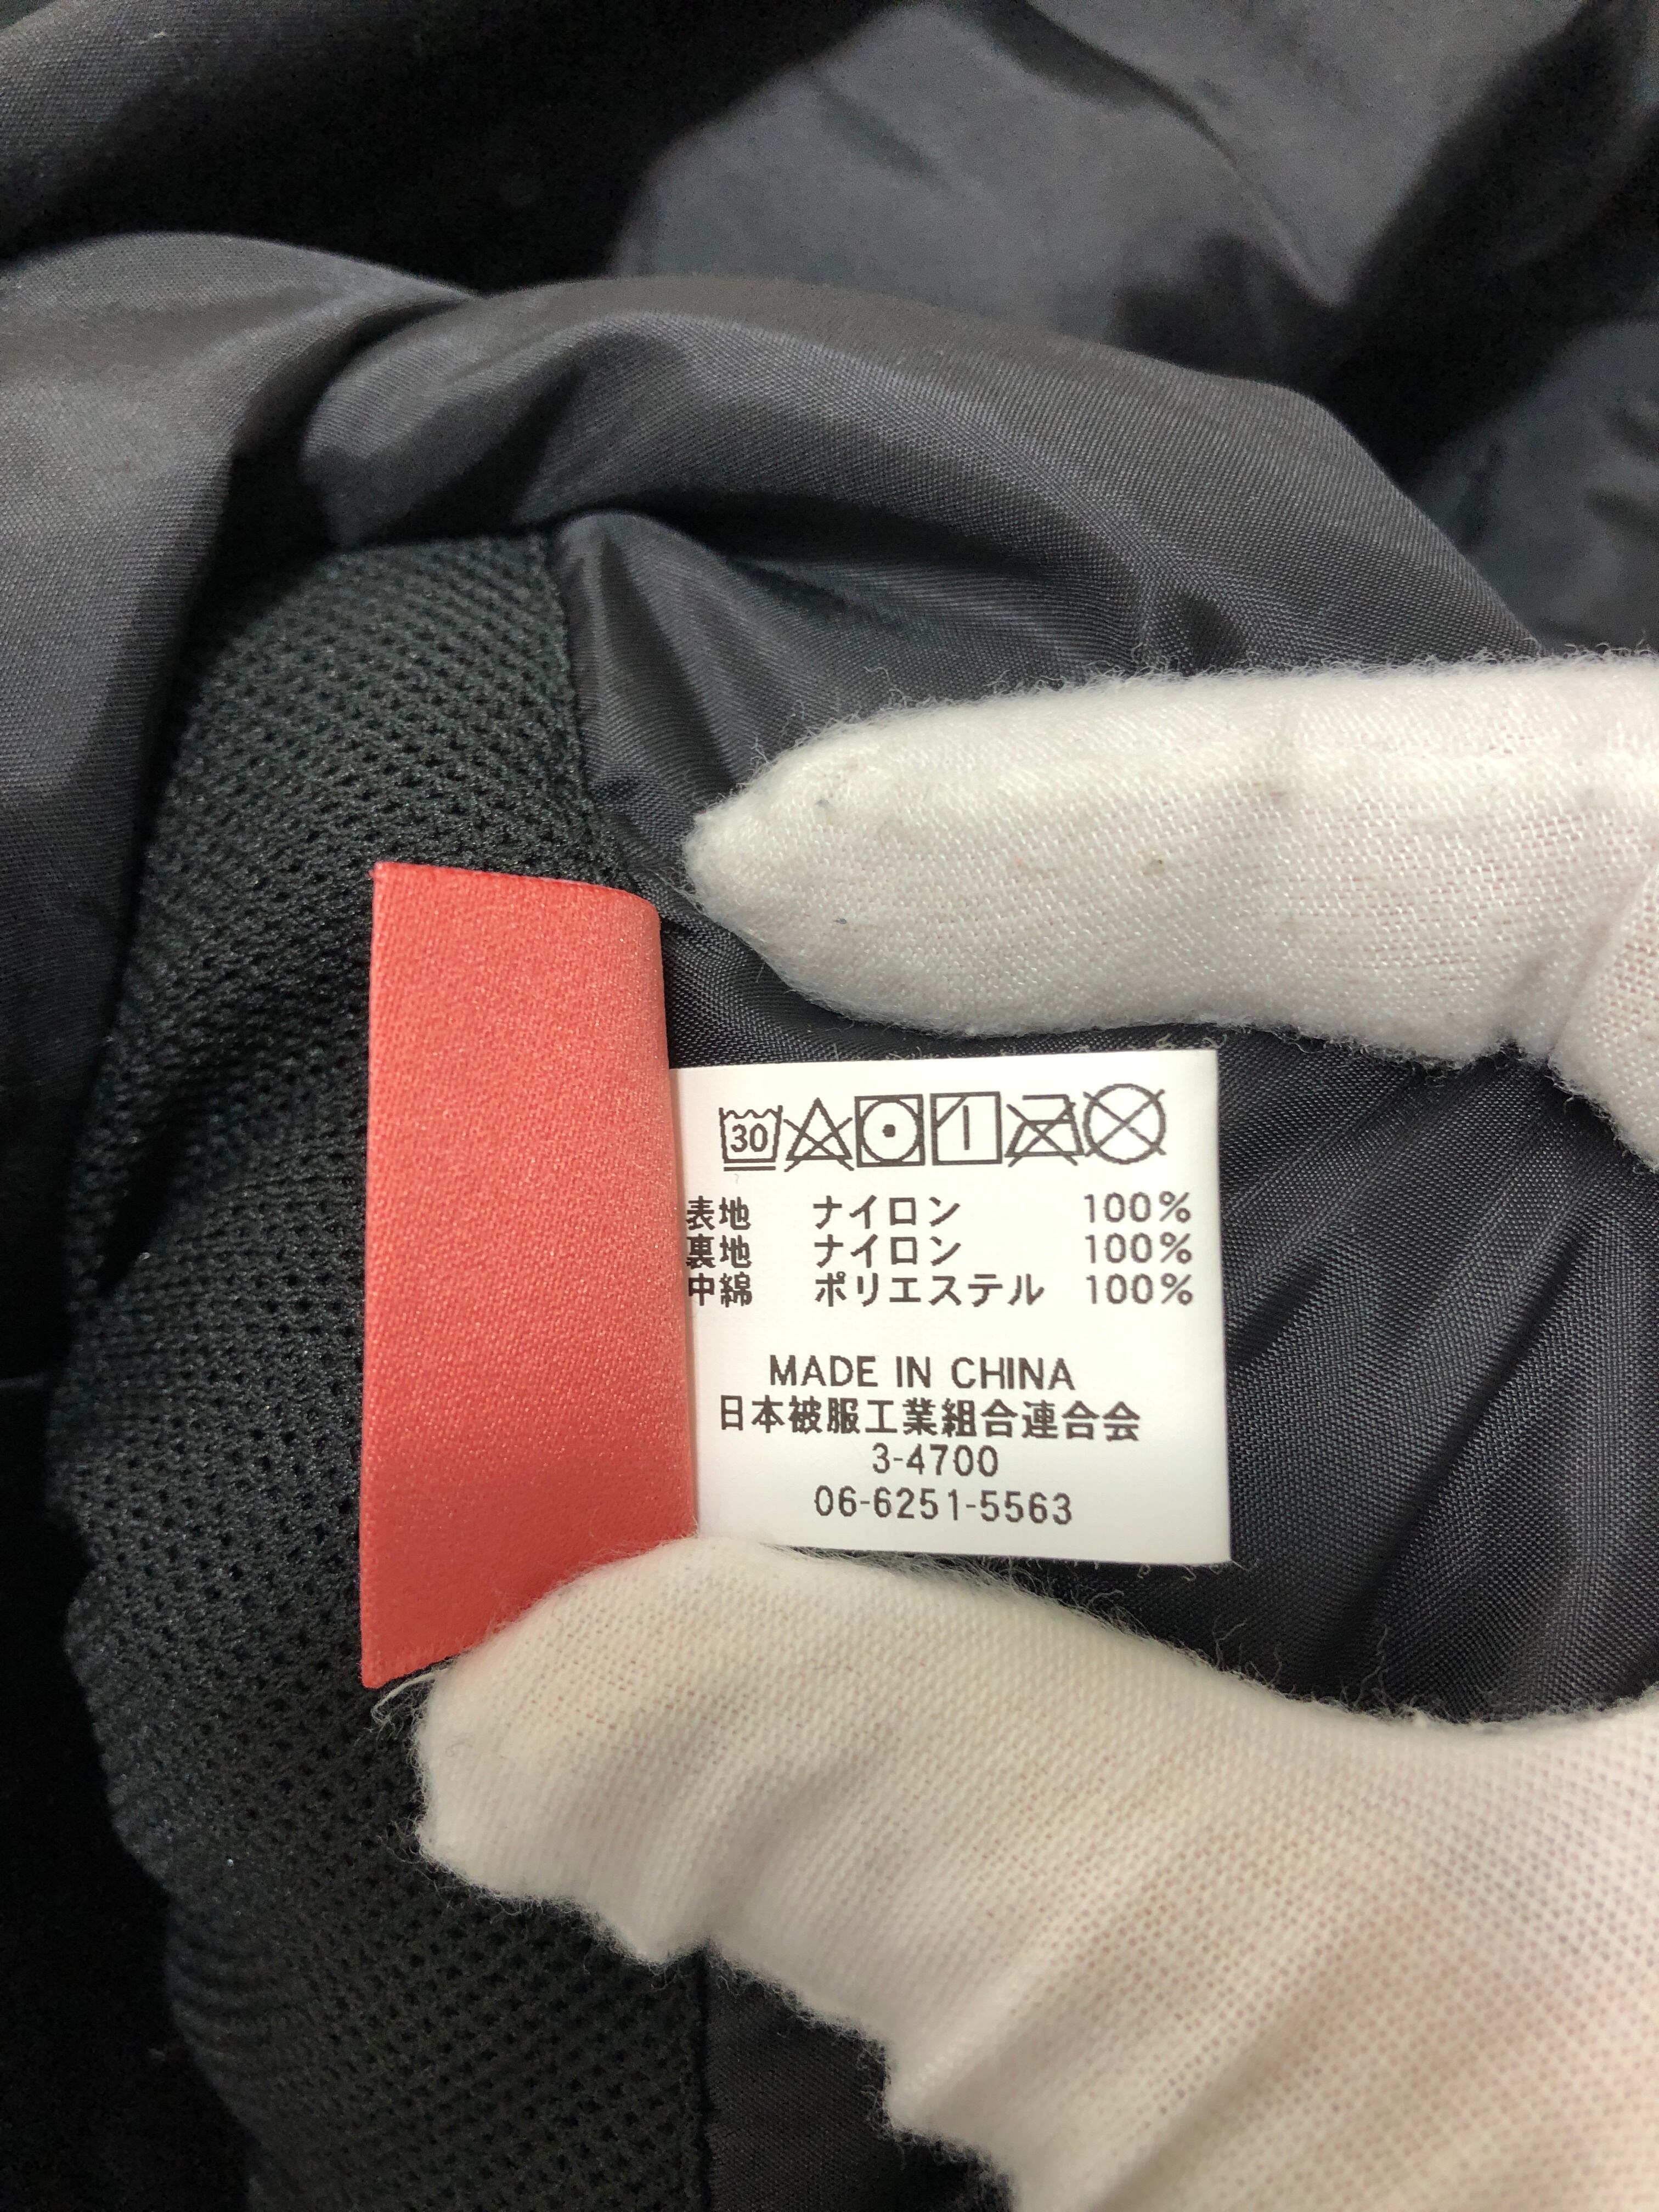 30
表地 ナイロン 100%
裏地 ナイロン 100%
中綿 ポリエステル 100%
MADE IN CHINA
日本被服工業組合連合会
3-4700
06-6251-5563